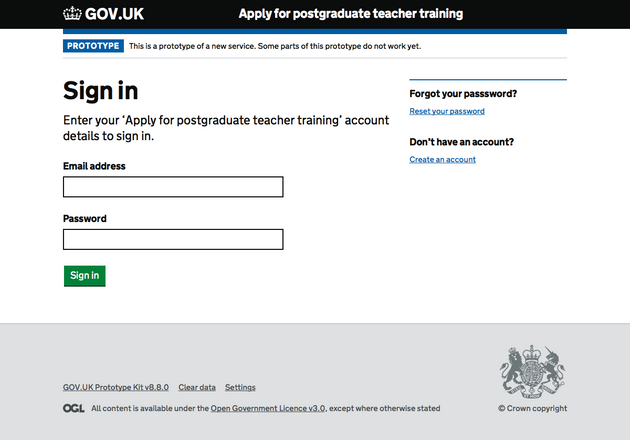 GOV.UK Apply for postgraduate teacher training
PROTOTYPE This is a prototype of a new service. Some parts of this prototype do not work yet.
Sign in
Enter your ‘Apply for postgraduate teacher training’ account
details to sign in.
Email address
Password
Sign in
Forgot your passsword?
Reset your password
Don’t have an account?
Create an account
GOV.UK Prototype Kit v8.8.0 Clear data Settings
OGL All content is available under the Open Government Licence v3.0, except where otherwise stated
© Crown copyright